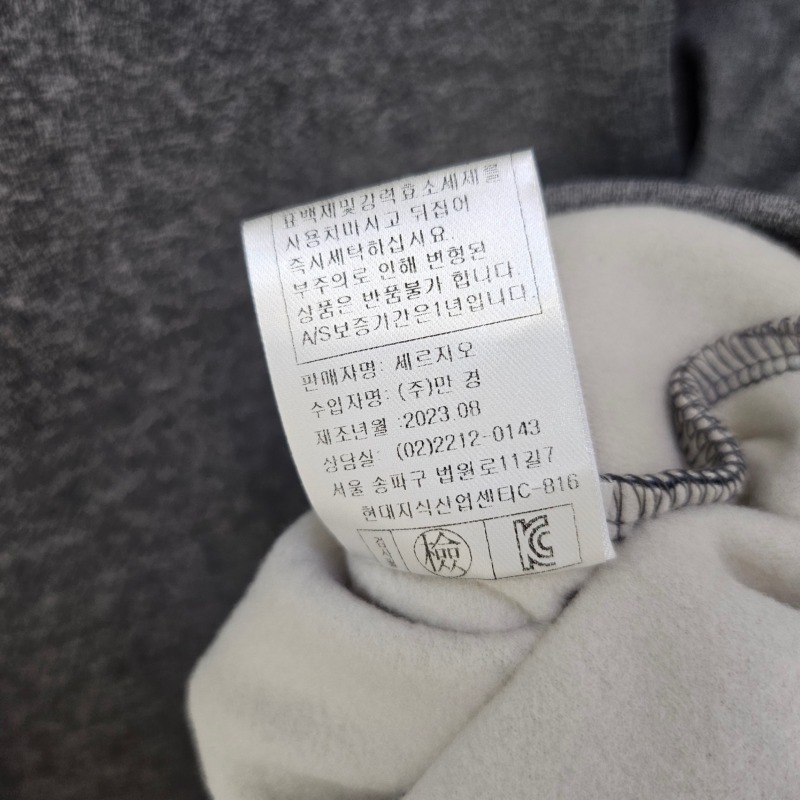 표백제및강력효소세제를
사용치마시고 뒤집어
즉시세탁하십시요.
부주의로 인해 변형된
상품은 반품불가 합니다.
A/S보증기간은1년입니다.
판매자명: 세르지오
수입자명: (주)만 경
제조년월 :2023.08
상담실: (02)2212-0143
서울 송파구 법원로11길7
현대지식산업센터C-816
검사필 檢 KC